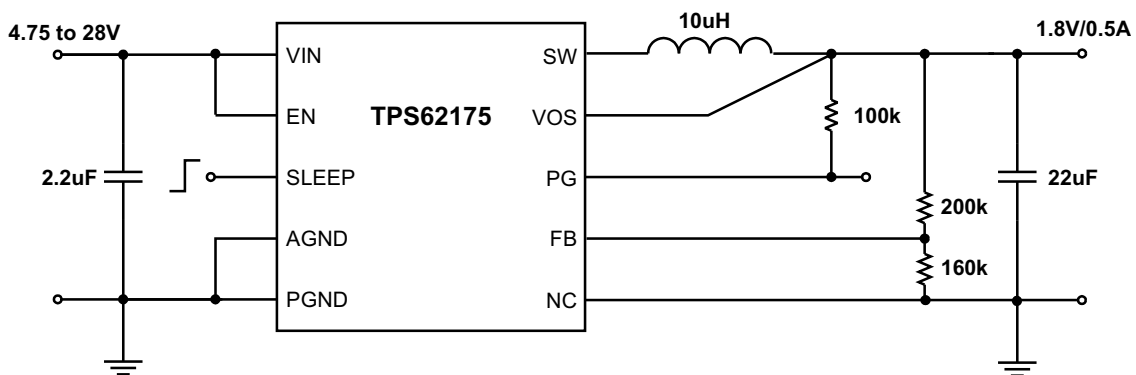 4.75 to 28V
10uH
1.8V/0.5A
VIN
SW
EN
TPS62175
VOS
100k
2.2uF
SLEEP
PG
22uF
200k
AGND
FB
160k
PGND
NC